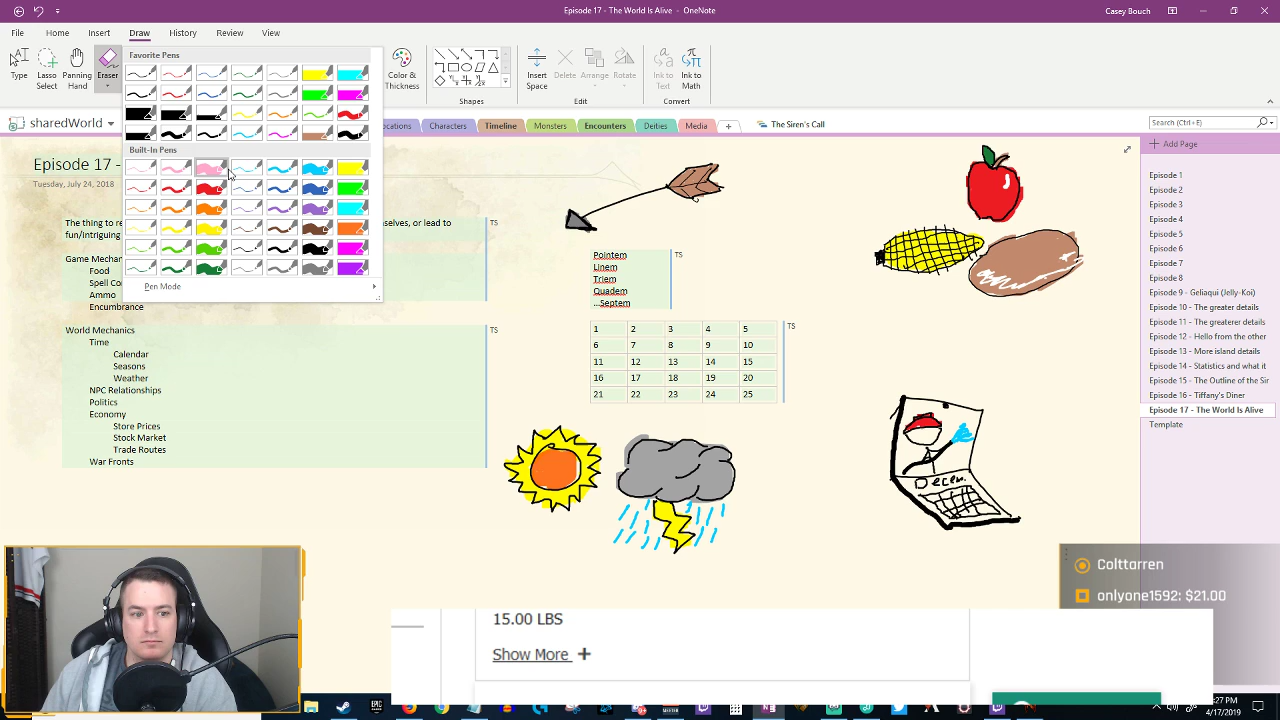 Episode 17 - The World Is Alive - OneNote
Casey Bouch
File
Home
Insert
Draw
History
Review
View
Type
Lasso
Select
Panning
Hand
Eraser
Favorite Pens
Built-In Pens
Pen Mode
Color &
Thickness
Shapes
Insert
Space
Delete
Arrange
Rotate
Edit
Ink to
Text
Ink to
Math
Convert
sharedWorld
ocations
Characters
Timeline
Monsters
Encounters
Deities
Media
The Siren's Call
Search (Ctrl+E)
Add Page
Episode 1
Episode 2
Episode 3
Episode 4
Episode 5
Episode 6
Episode 7
Episode 8
Episode 9 - Geliaqui (Jelly-Koi)
Episode 10 - The greater details
Episode 11 - The greaterer details
Episode 12 - Hello from the other
Episode 13 - More island details
Episode 14 - Statistics and what it
Episode 15 - The Outline of the Sir
Episode 16 - Tiffany's Diner
Episode 17 - The World Is Alive
Template
Episode 17 -
Tuesday, July 24, 2018
The thing to re
selves, or lead to
fun/intriguing
TS
Game Mechan
Food
Spell Co
Ammo
Encumbrance
World Mechanics
TS
Time
Calendar
Seasons
Weather
NPC Relationships
Politics
Economy
Store Prices
Stock Market
Trade Routes
War Fronts
Pointem
TS
Linem
Triem
Quadem
...Septem
1 2 3 4 5
TS
6 7 8 9 10
11 12 13 14 15
16 17 18 19 20
21 22 23 24 25
Decem.
Colttarren
onlyone1592: $21.00
15.00 LBS
Show More +
:27 PM
4/17/2019